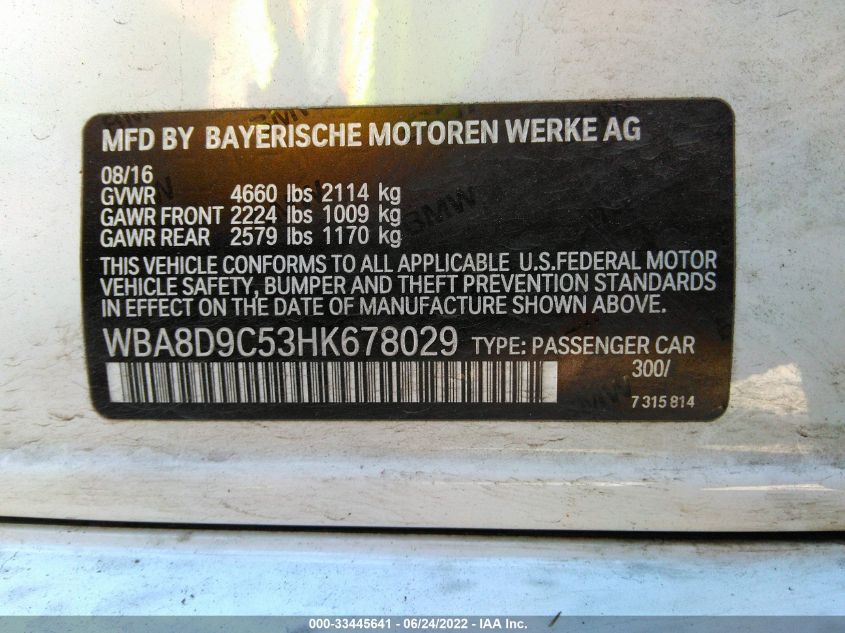 MFD BY BAYERISCHE MOTOREN WERKE AG
08/16
GVWR 4660 lbs 2114 kg
GAWR FRONT 2224 lbs 1009 kg
GAWR REAR 2579 lbs 1170 kg
THIS VEHICLE CONFORMS TO ALL APPLICABLE U.S.FEDERAL MOTOR
VEHICLE SAFETY, BUMPER AND THEFT PREVENTION STANDARDS
IN EFFECT ON THE DATE OF MANUFACTURE SHOWN ABOVE.
WBA8D9C53HK678029 TYPE: PASSENGER CAR
300/
7 315 814
000-33445641 - 06/24/2022 - IAA Inc.